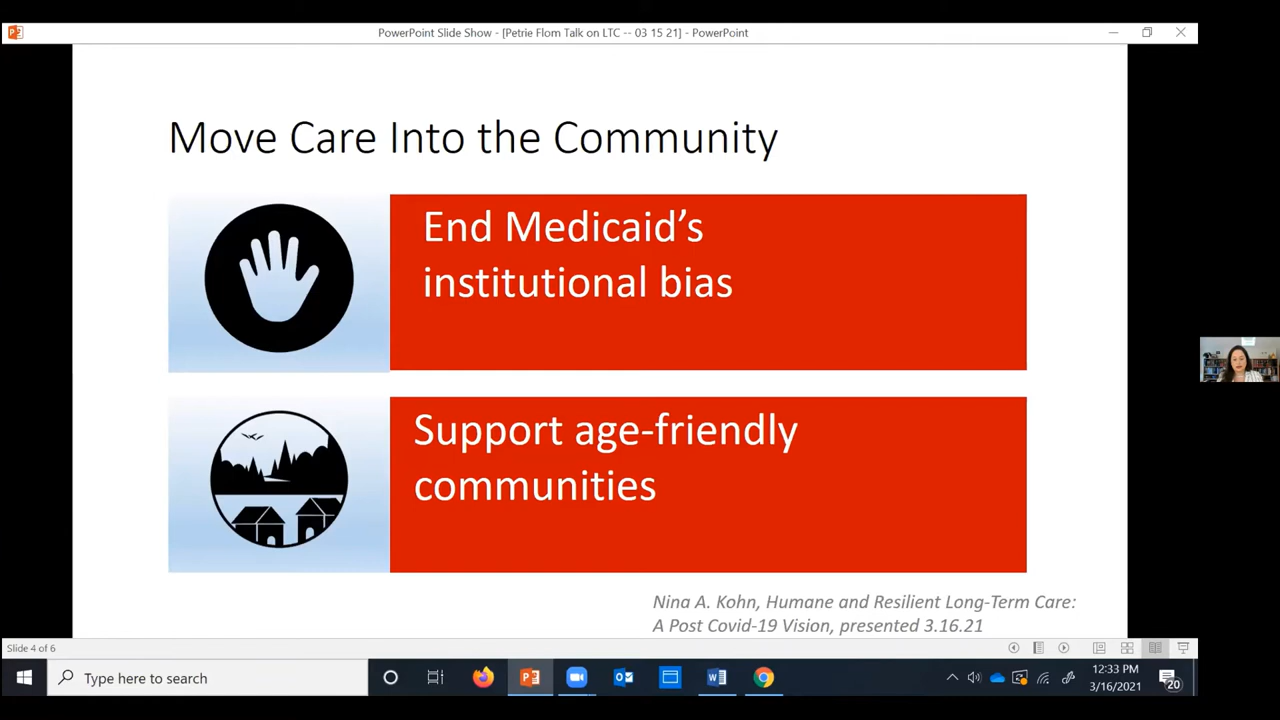 PowerPoint Slide Show - [Petrie Flom Talk on LTC -- 03 15 21] - PowerPoint
Move Care Into the Community
End Medicaid’s
institutional bias
Support age-friendly
communities
Nina A. Kohn, Humane and Resilient Long-Term Care:
A Post Covid-19 Vision, presented 3.16.21
Slide 4 of 6
Type here to search
12:33 PM
3/16/2021
20